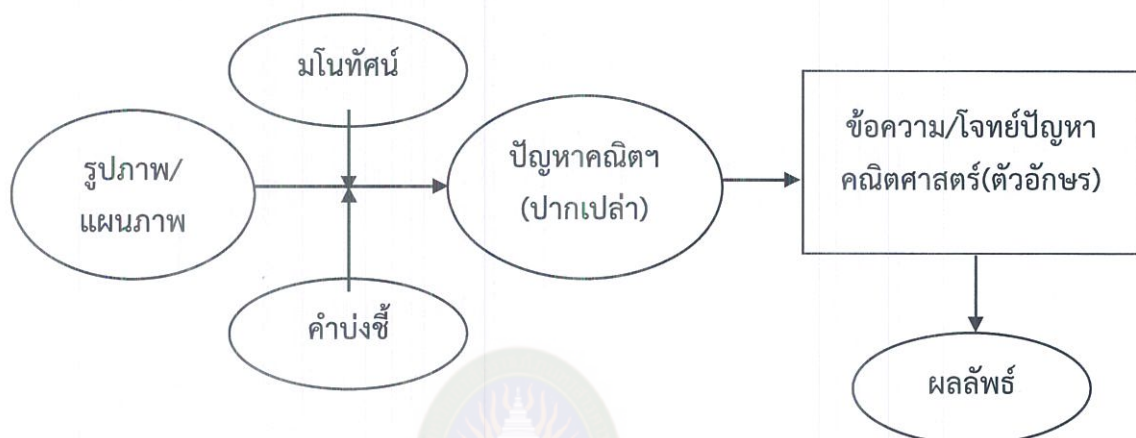 มโนทัศน์
รูปภาพ/
แผนภาพ
คำบ่งชี้
ปัญหาคณิตฯ
(ปากเปล่า)
ข้อความ/โจทย์ปัญหา
คณิตศาสตร์(ตัวอักษร)
ผลลัพธ์